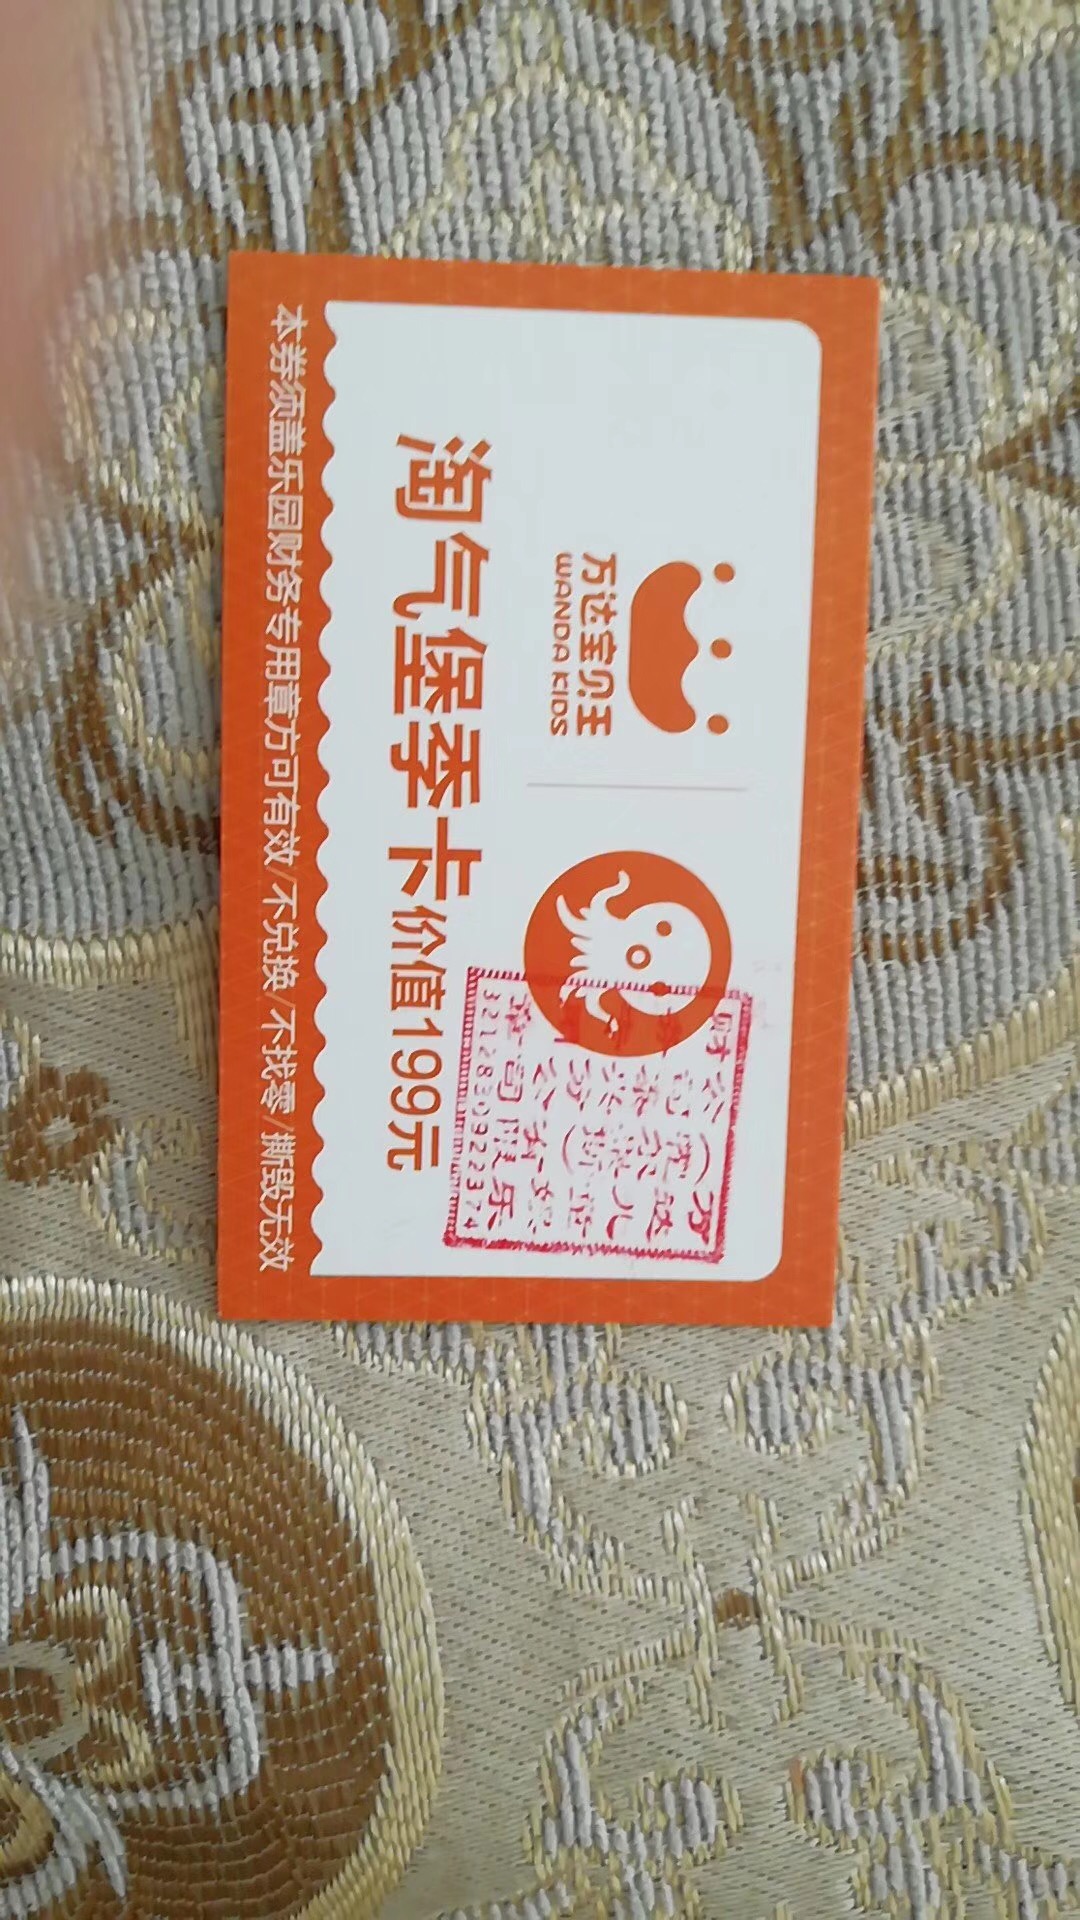 万达宝贝王
WANDA KIDS
淘气堡季卡价值199元
本券须盖乐园财务专用章方可有效/不兑换/不找零/撕毁无效